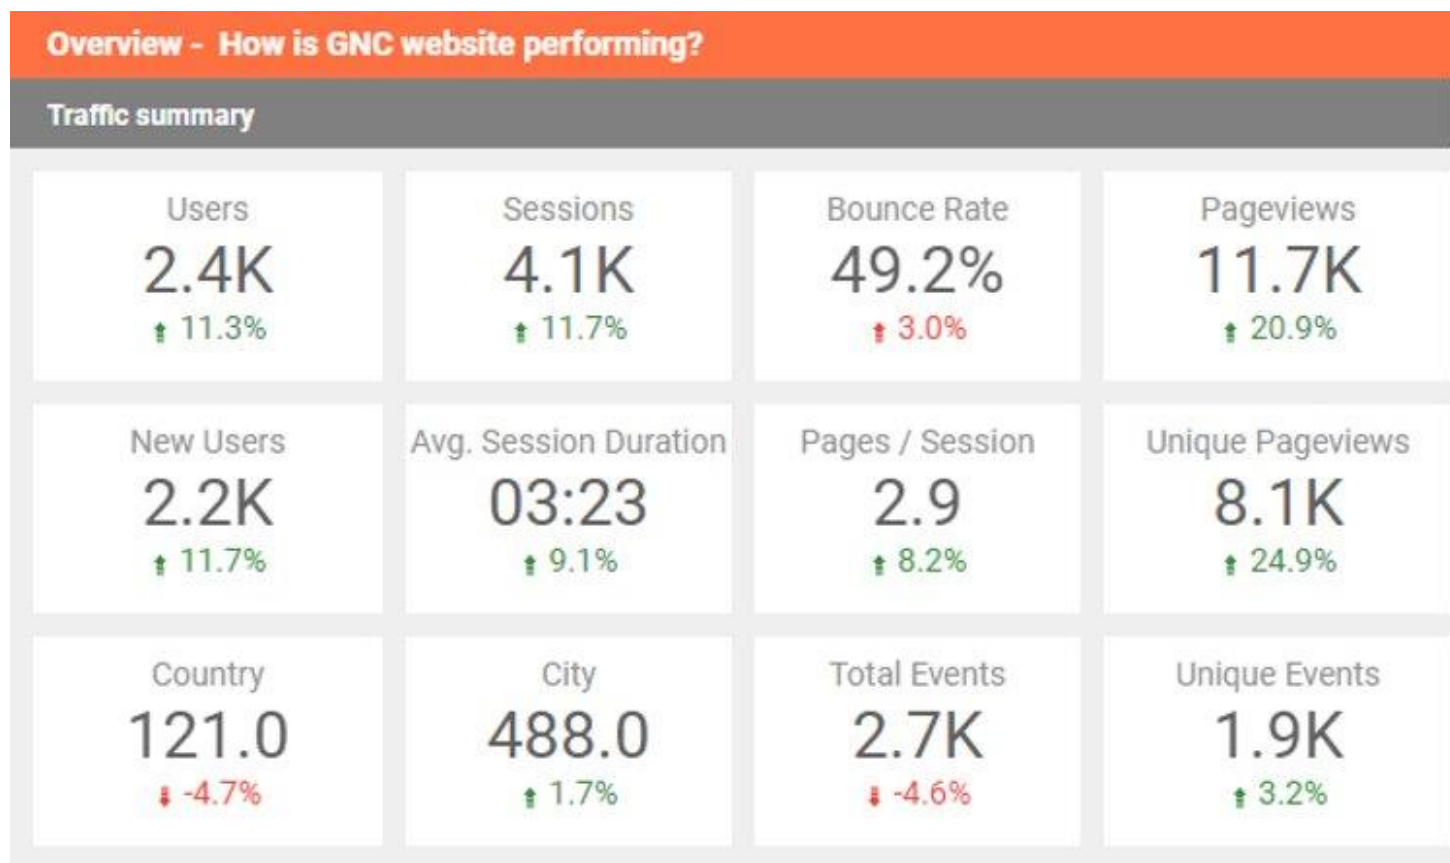 Overview - How is GNC website performing?
Traffic summary
Users
2.4K
11.3%
Sessions
4.1K
11.7%
Bounce Rate
49.2%
3.0%
Pageviews
11.7K
20.9%
New Users
2.2K
11.7%
Avg. Session Duration
03:23
9.1%
Pages / Session
2.9
8.2%
Unique Pageviews
8.1K
24.9%
Country
121.0
-4.7%
City
488.0
1.7%
Total Events
2.7K
-4.6%
Unique Events
1.9K
3.2%